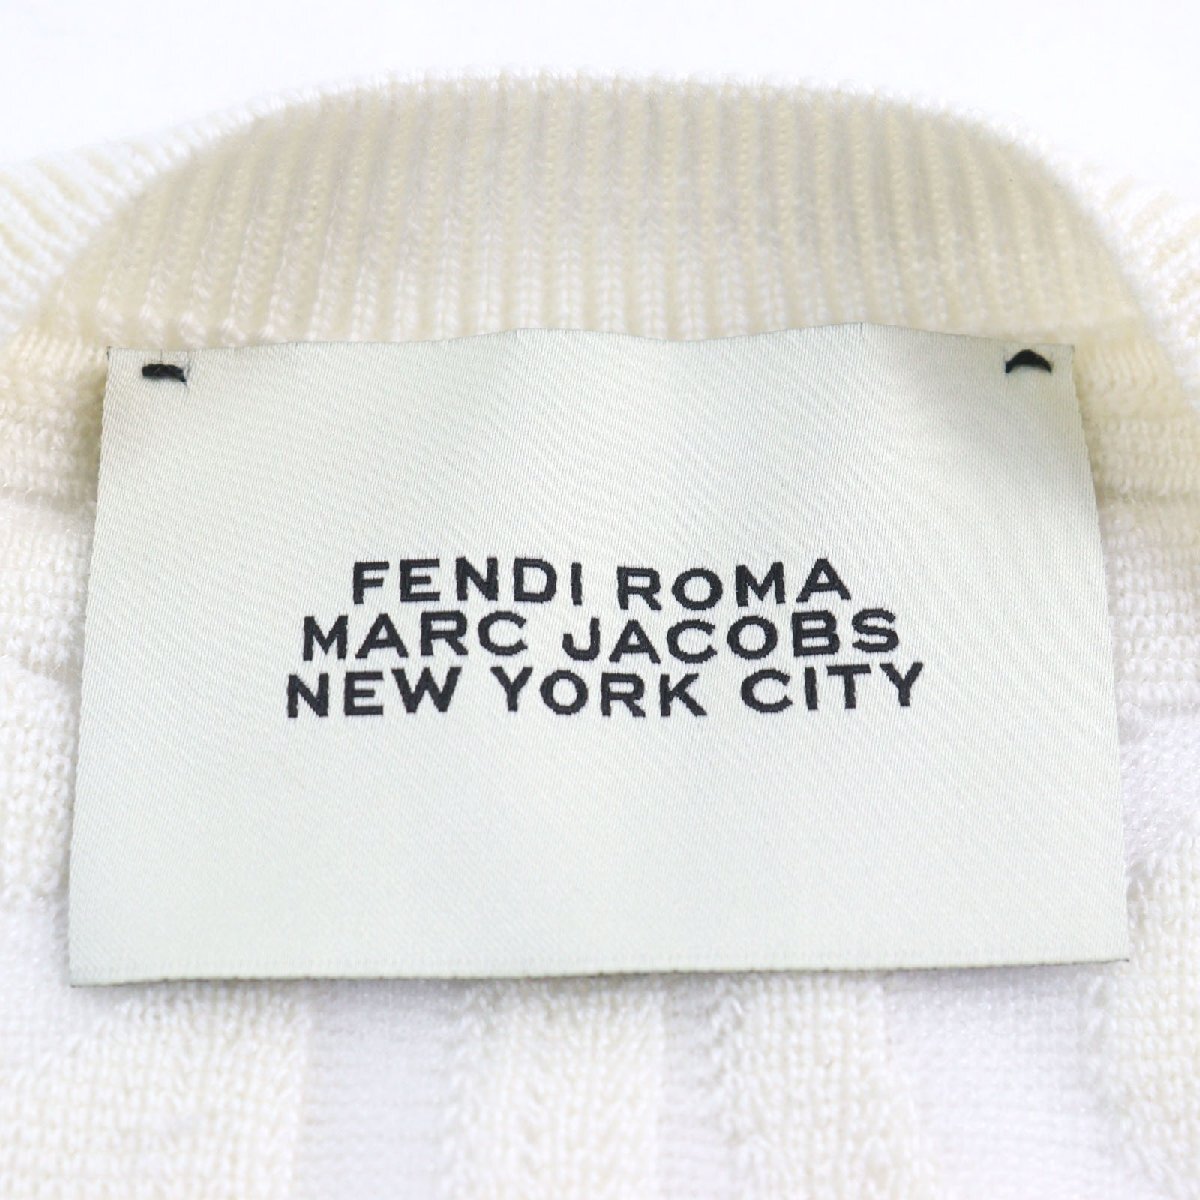 FENDI ROMA
MARC JACOBS
NEW YORK CITY